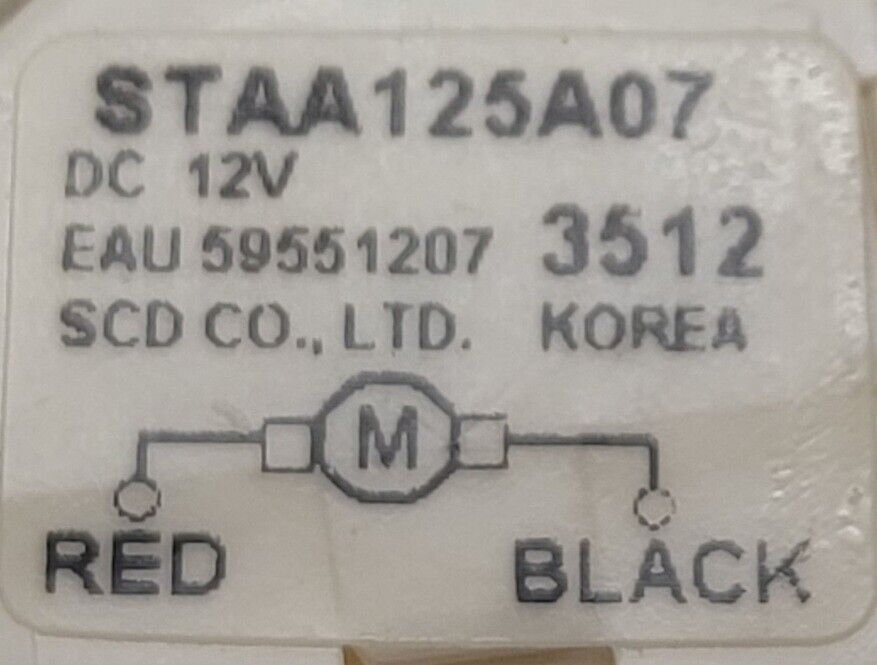 STAA125A07
DC 12V
EAU 59551207 3512
SCD CO., LTD. KOREA
M
RED BLACK